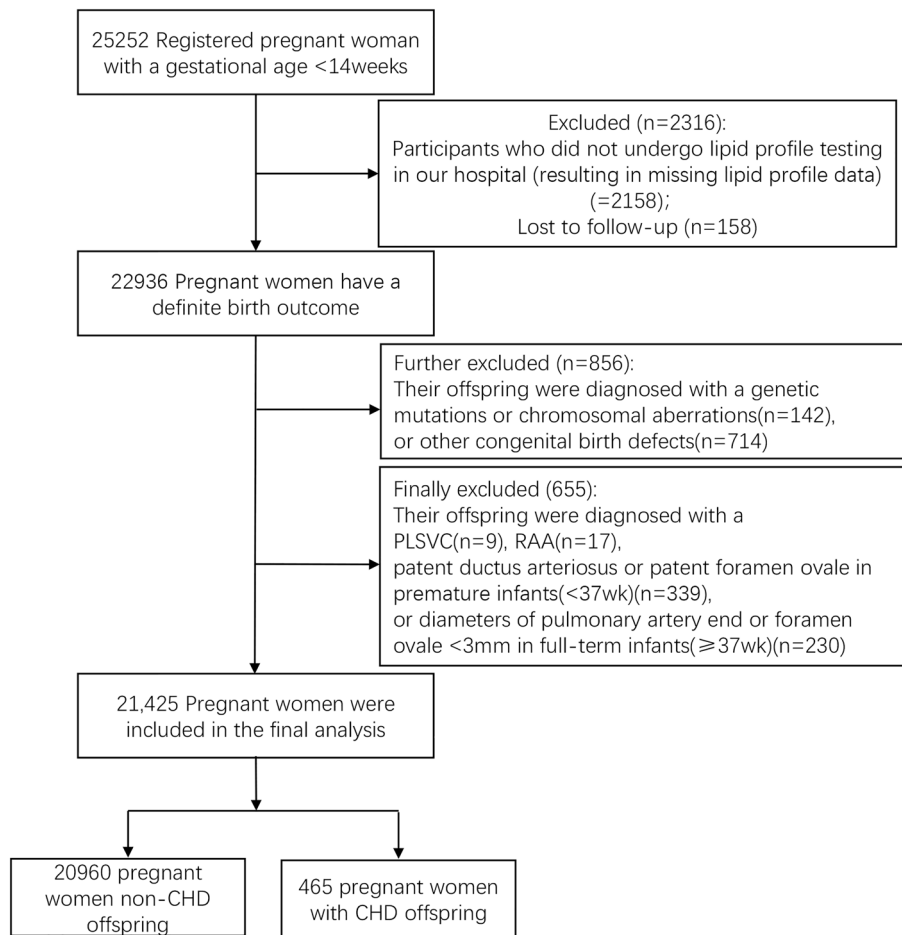 25252 Registered pregnant woman
with a gestational age <14weeks
Excluded (n=2316):
Participants who did not undergo lipid profile testing
in our hospital (resulting in missing lipid profile data)
(=2158);
Lost to follow-up (n=158)
22936 Pregnant women have a
definite birth outcome
Further excluded (n=856):
Their offspring were diagnosed with a genetic
mutations or chromosomal aberrations(n=142),
or other congenital birth defects(n=714)
Finally excluded (655):
Their offspring were diagnosed with a
PLSVC(n=9), RAA(n=17),
patent ductus arteriosus or patent foramen ovale in
premature infants(<37wk)(n=339),
or diameters of pulmonary artery end or foramen
ovale <3mm in full-term infants(≥37wk)(n=230)
21,425 Pregnant women were
included in the final analysis
20960 pregnant
women non-CHD
offspring
465 pregnant women
with CHD offspring